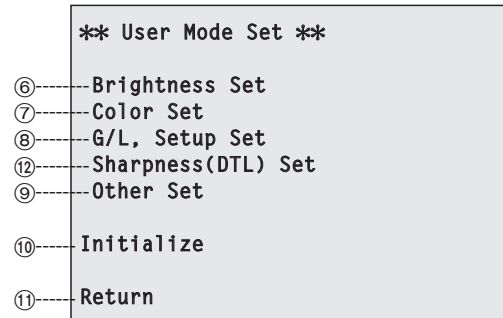 ** User Mode Set **
⑥------Brightness Set
⑦------Color Set
⑧------G/L, Setup Set
⑫------Sharpness(DTL) Set
⑨------Other Set
⑩-----Initialize
⑪-----Return